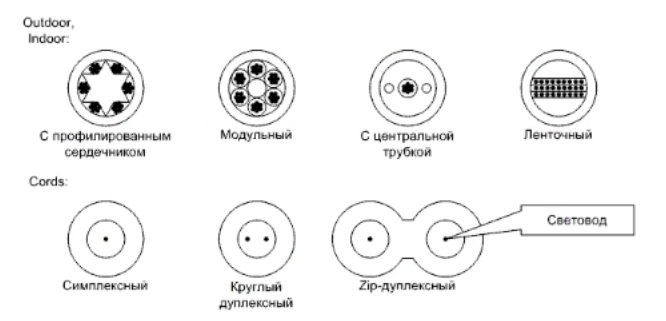 Outdoor,
Indoor:
С профилированным
сердечником
Модульный
С центральной
трубкой
Ленточный
Cords:
Световод
Симплексный
Круглый
дуплексный
Zip-дуплексный